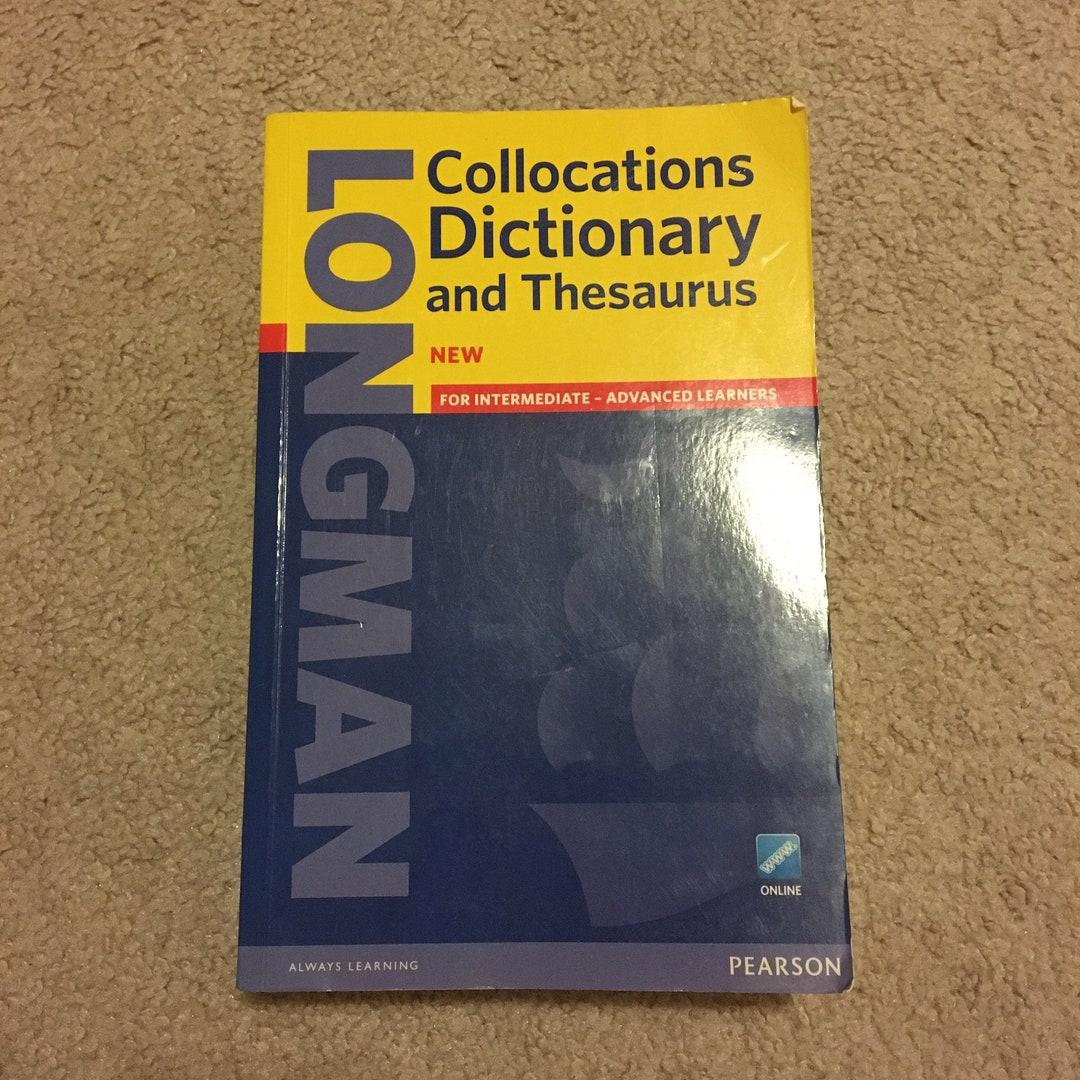 LONGMAN
Collocations
Dictionary
and Thesaurus
NEW
FOR INTERMEDIATE – ADVANCED LEARNERS
WWW
ONLINE
ALWAYS LEARNING
PEARSON